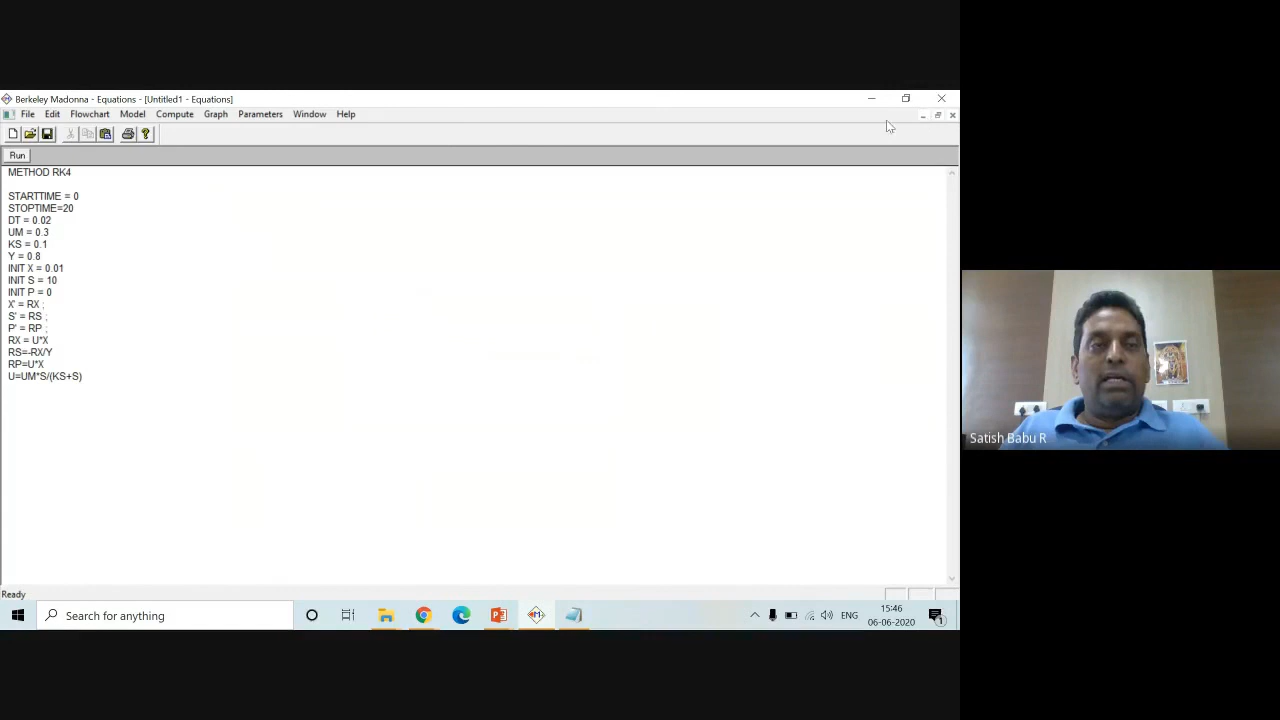 Berkeley Madonna - Equations - [Untitled1 - Equations]
File Edit Flowchart Model Compute Graph Parameters Window Help
Run
METHOD RK4
STARTTIME = 0
STOPTIME=20
DT = 0.02
UM = 0.3
KS = 0.1
Y = 0.8
INIT X = 0.01
INIT S = 10
INIT P = 0
X' = RX ;
S' = RS ;
P' = RP ;
RX = U*X
RS=-RX/Y
RP=U*X
U=UM*S/(KS+S)
Satish Babu R
Ready
Search for anything
ENG
15:46
06-06-2020
1